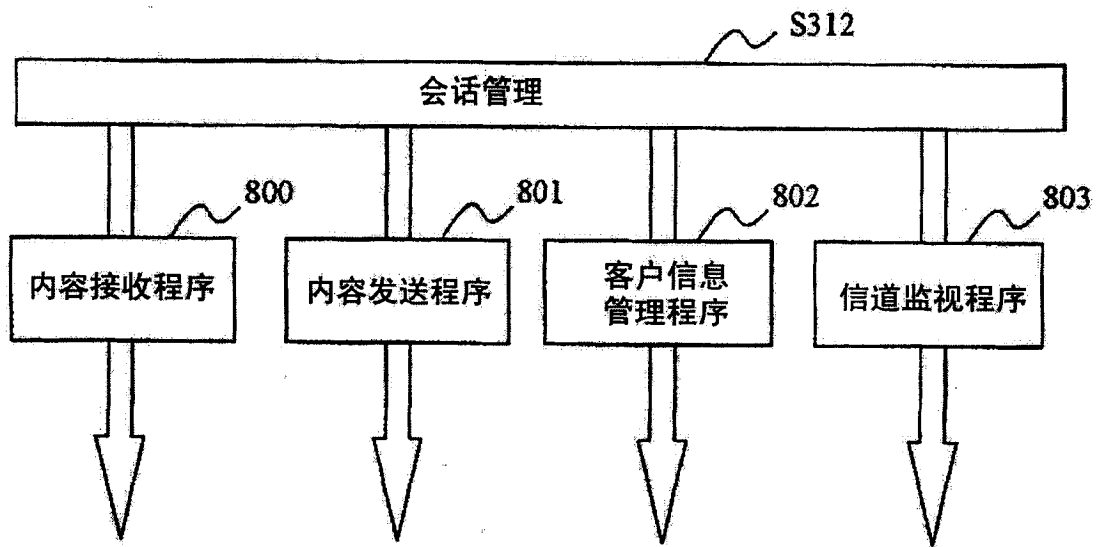 S312
会话管理
800
801
802
803
内容接收程序
内容发送程序
客户信息
管理程序
信道监视程序